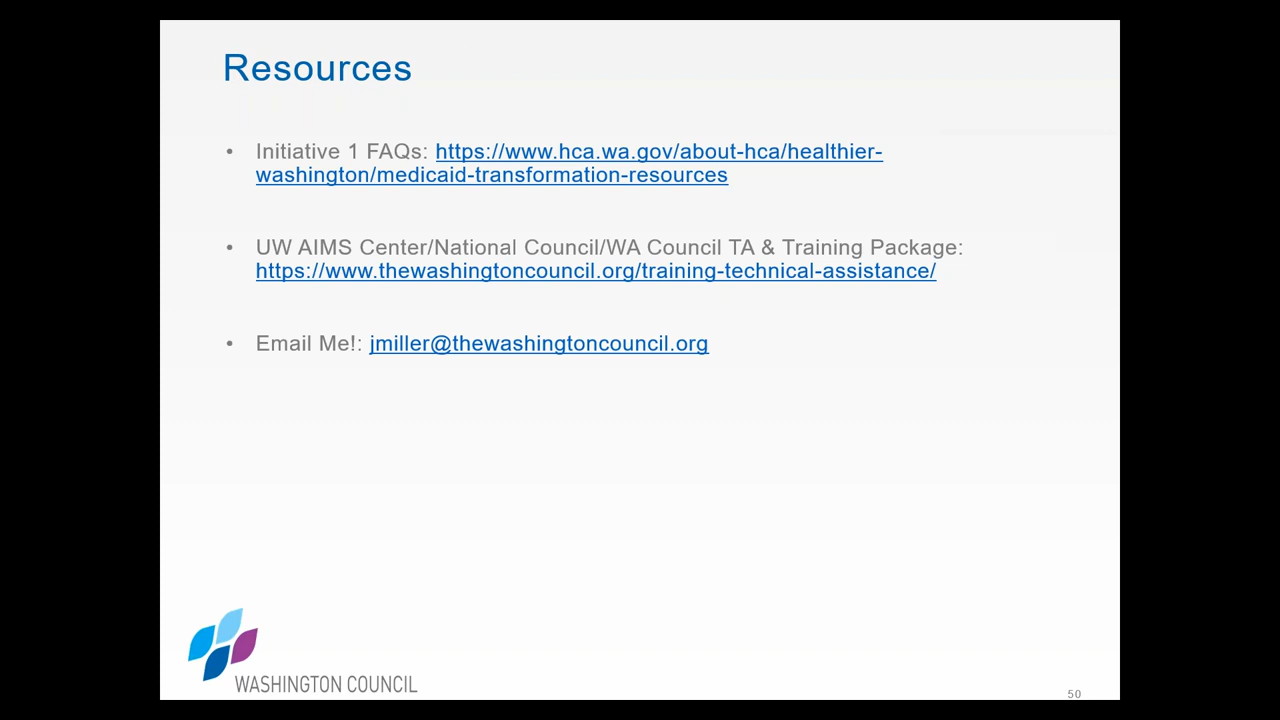 Resources
• Initiative 1 FAQs: https://www.hca.wa.gov/about-hca/healthier-
washington/medicaid-transformation-resources
• UW AIMS Center/National Council/WA Council TA & Training Package:
https://www.thewashingtoncouncil.org/training-technical-assistance/
• Email Me!: jmiller@thewashingtoncouncil.org
WASHINGTON COUNCIL
50